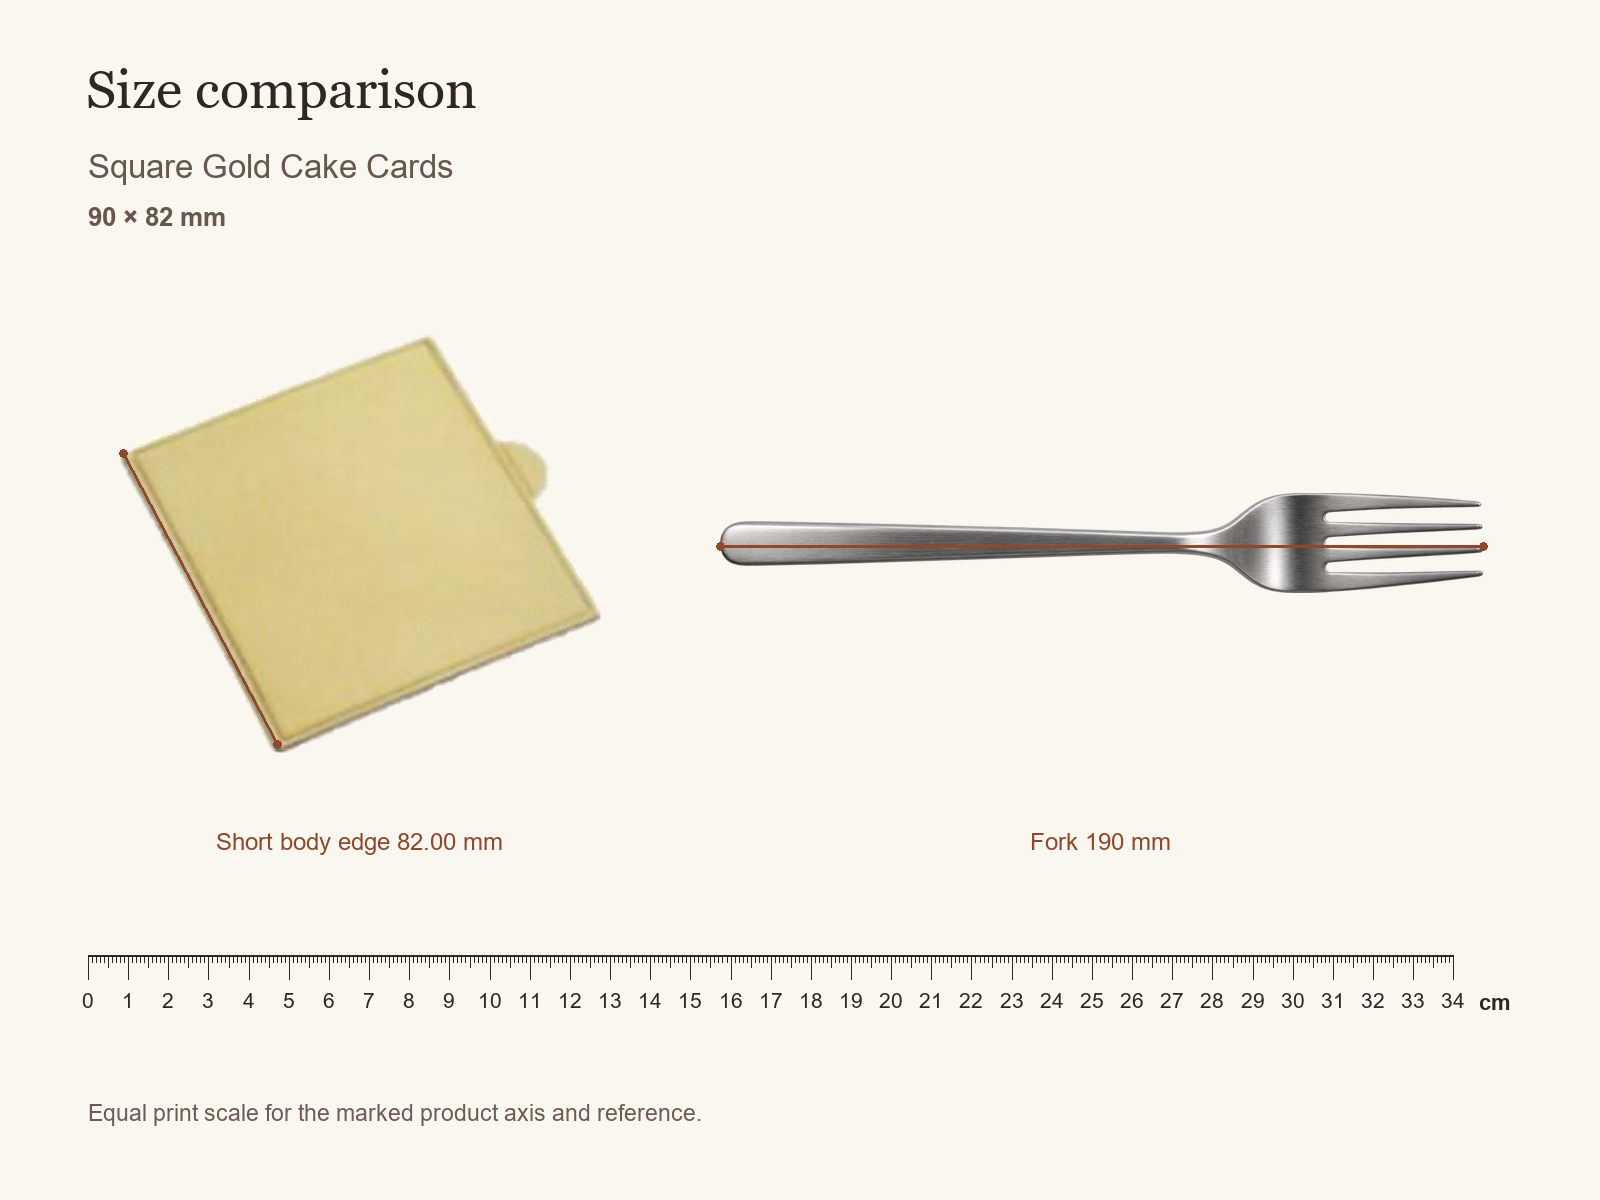 Size comparison
Square Gold Cake Cards
90 × 82 mm
Short body edge 82.00 mm
Fork 190 mm
0 1 2 3 4 5 6 7 8 9 10 11 12 13 14 15 16 17 18 19 20 21 22 23 24 25 26 27 28 29 30 31 32 33 34 cm
Equal print scale for the marked product axis and reference.